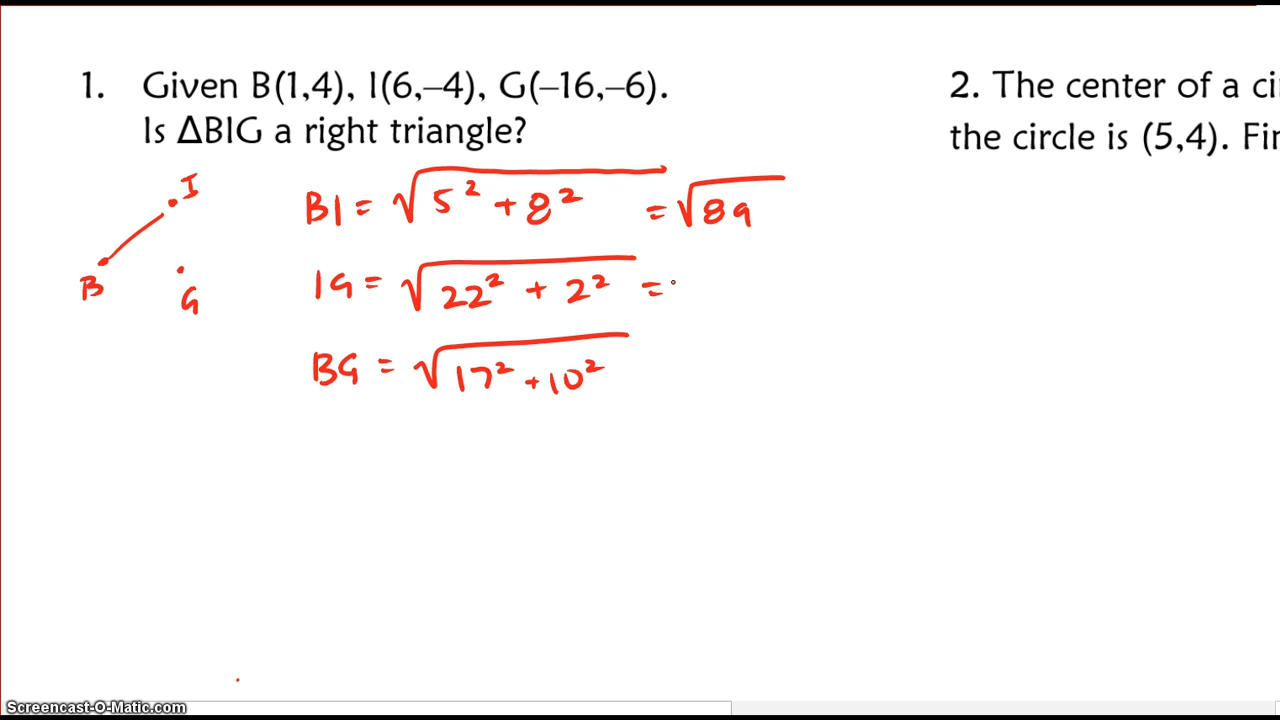 1. Given B(1,4), I(6,–4), G(–16,–6).
Is ΔBIG a right triangle?
2. The center of a ci
the circle is (5,4). Fin
I
B
G
BI = √5² + 8² = √89
IG = √22² + 2² =
BG = √17² + 10²
Screencast-O-Matic.com